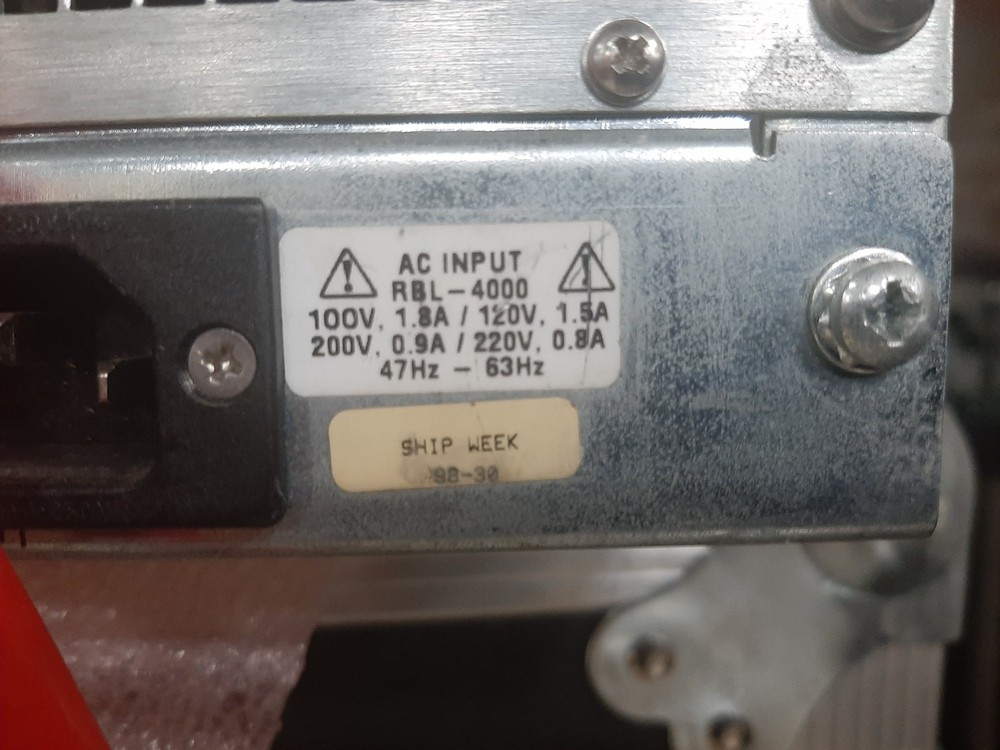 AC INPUT
RBL-4000
100V, 1.8A / 120V, 1.5A
200V, 0.9A / 220V, 0.8A
47Hz - 63Hz
SHIP WEEK
98-30